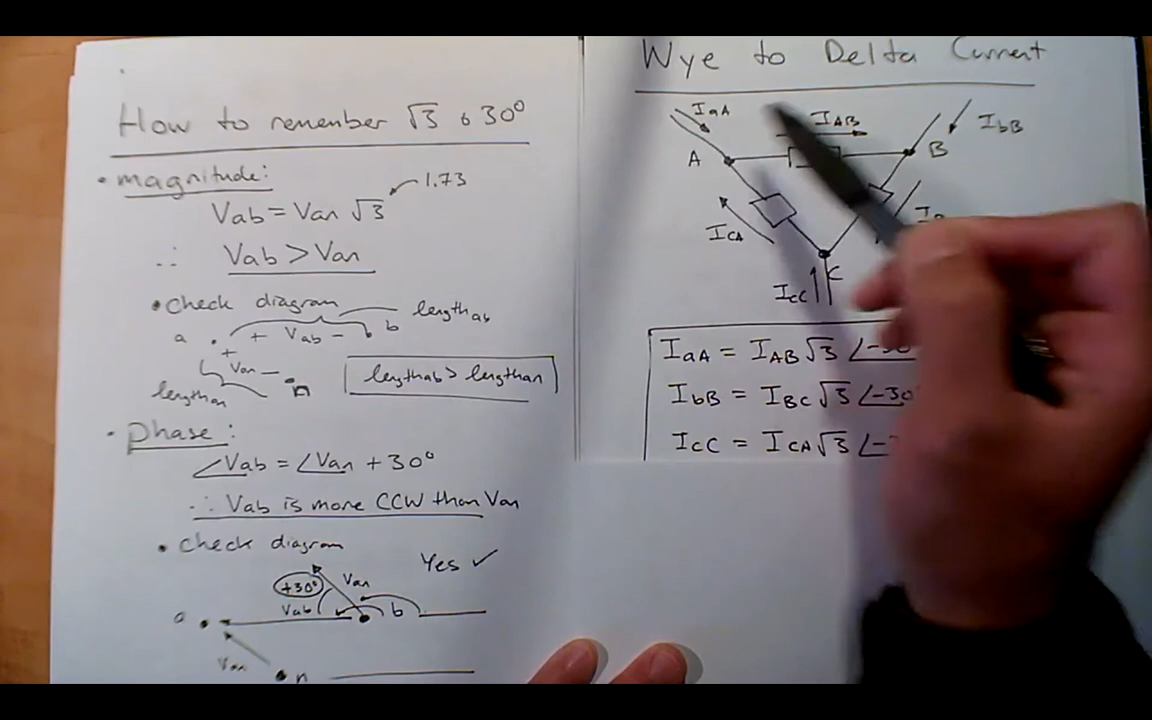 How to remember √3 & 30°
• magnitude:
Vab = Van √3
1.73
∴ Vab > Van
• check diagram
lengthab
a + Vab - b
+
Van -
lengthan
n
lengthab > lengthan
• Phase:
∠Vab = ∠Van + 30°
∴ Vab is more CCW than Van
• check diagram
Yes ✓
+30°
Van
Vab
b
a
Van
n
Wye to Delta Current
IaA
IAB
IbB
A
B
ICA
IcC
C
IaA = IAB √3 ∠-30
IbB = IBC √3 ∠-30
IcC = ICA √3 ∠-